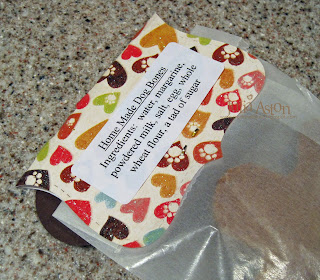 Home Made Dog Bones
Ingredients: water, margarine,
powdered milk, salt, egg, whole
wheat flour, a tad of sugar